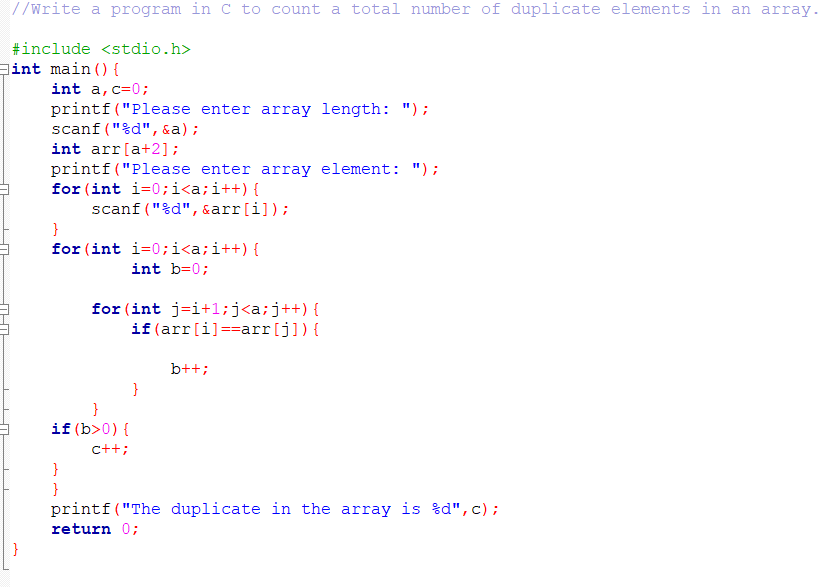 //Write a program in C to count a total number of duplicate elements in an array.
#include <stdio.h>
int main(){
    int a,c=0;
    printf("Please enter array length: ");
    scanf("%d",&a);
    int arr[a+2];
    printf("Please enter array element: ");
    for(int i=0;i<a;i++){
        scanf("%d",&arr[i]);
    }
    for(int i=0;i<a;i++){
            int b=0;
        for(int j=i+1;j<a;j++){
            if(arr[i]==arr[j]){
                b++;
            }
        }
    if(b>0){
        c++;
    }
    }
    printf("The duplicate in the array is %d",c);
    return 0;
}